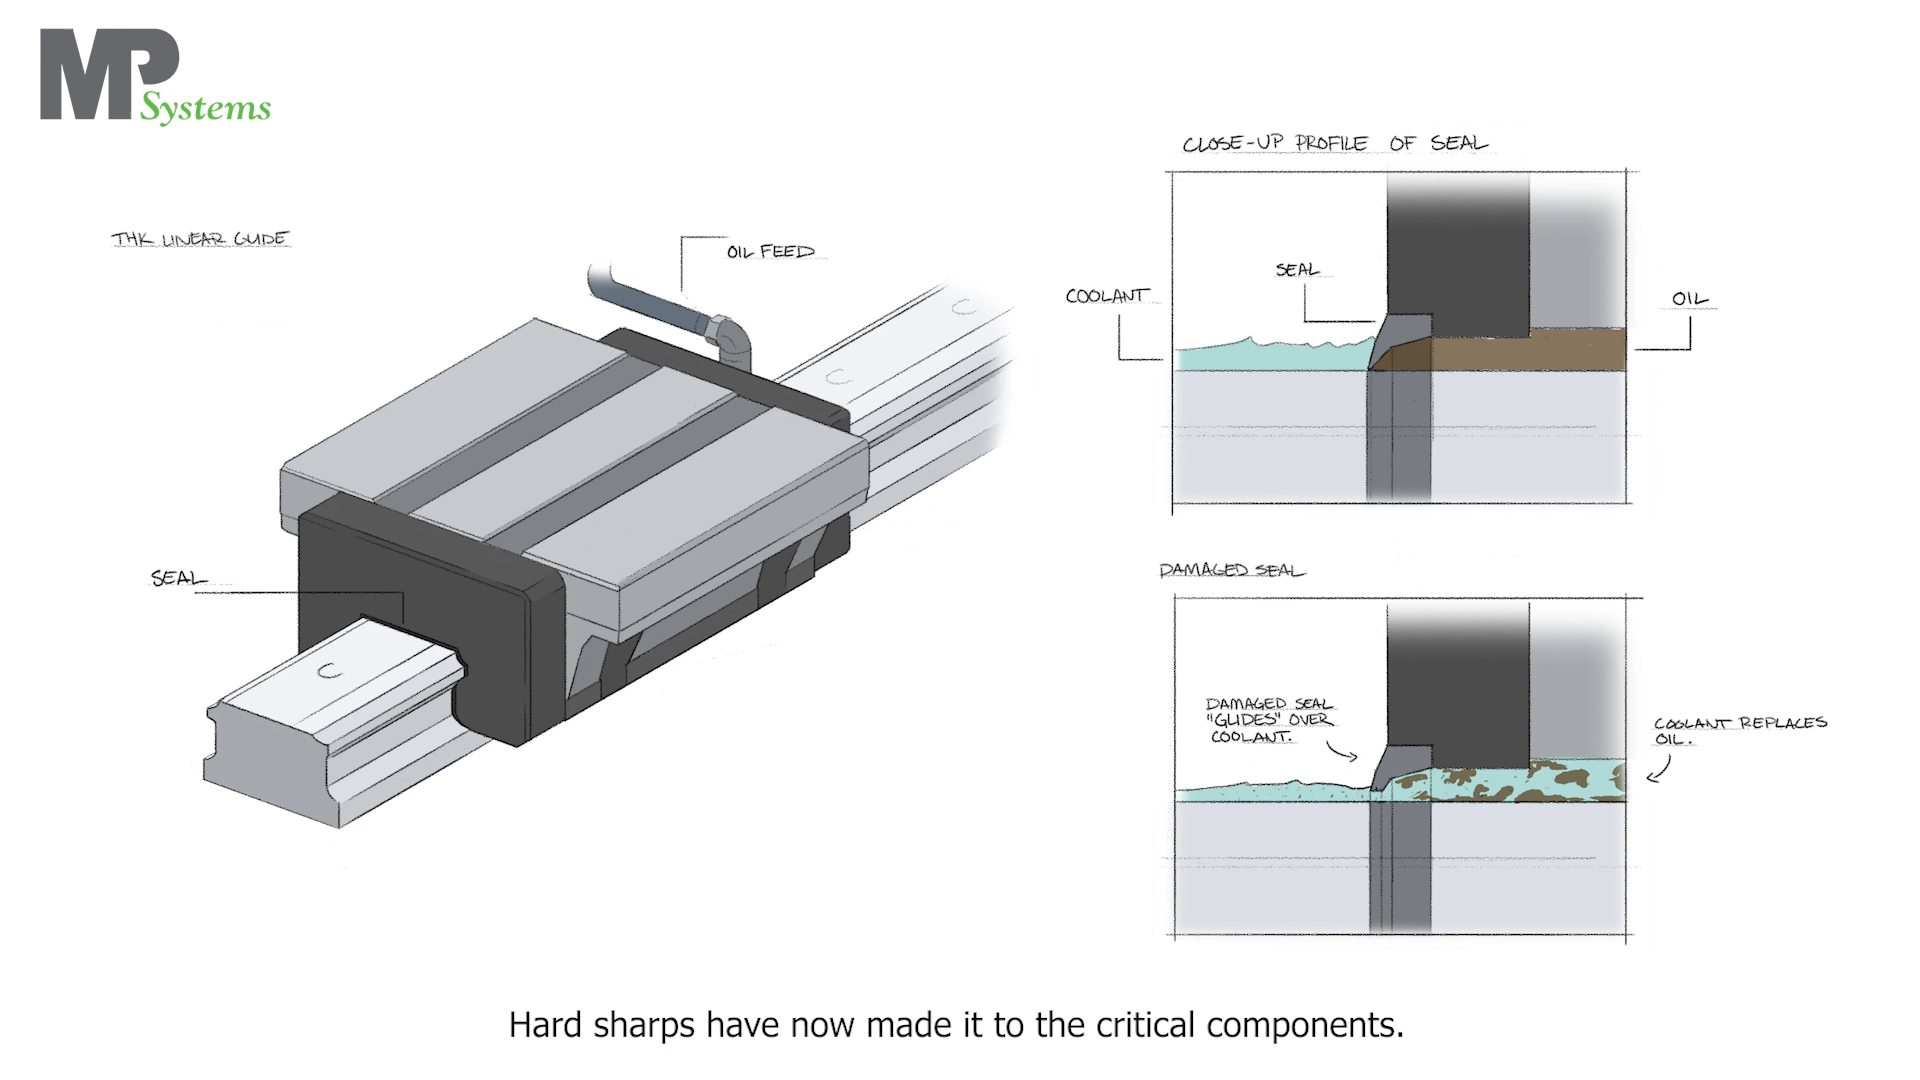 MP
Systems
THK LINEAR GUIDE
OIL FEED
SEAL
CLOSE-UP PROFILE OF SEAL
SEAL
COOLANT
OIL
DAMAGED SEAL
DAMAGED SEAL
"GLIDES" OVER
COOLANT.
COOLANT REPLACES
OIL.
Hard sharps have now made it to the critical components.